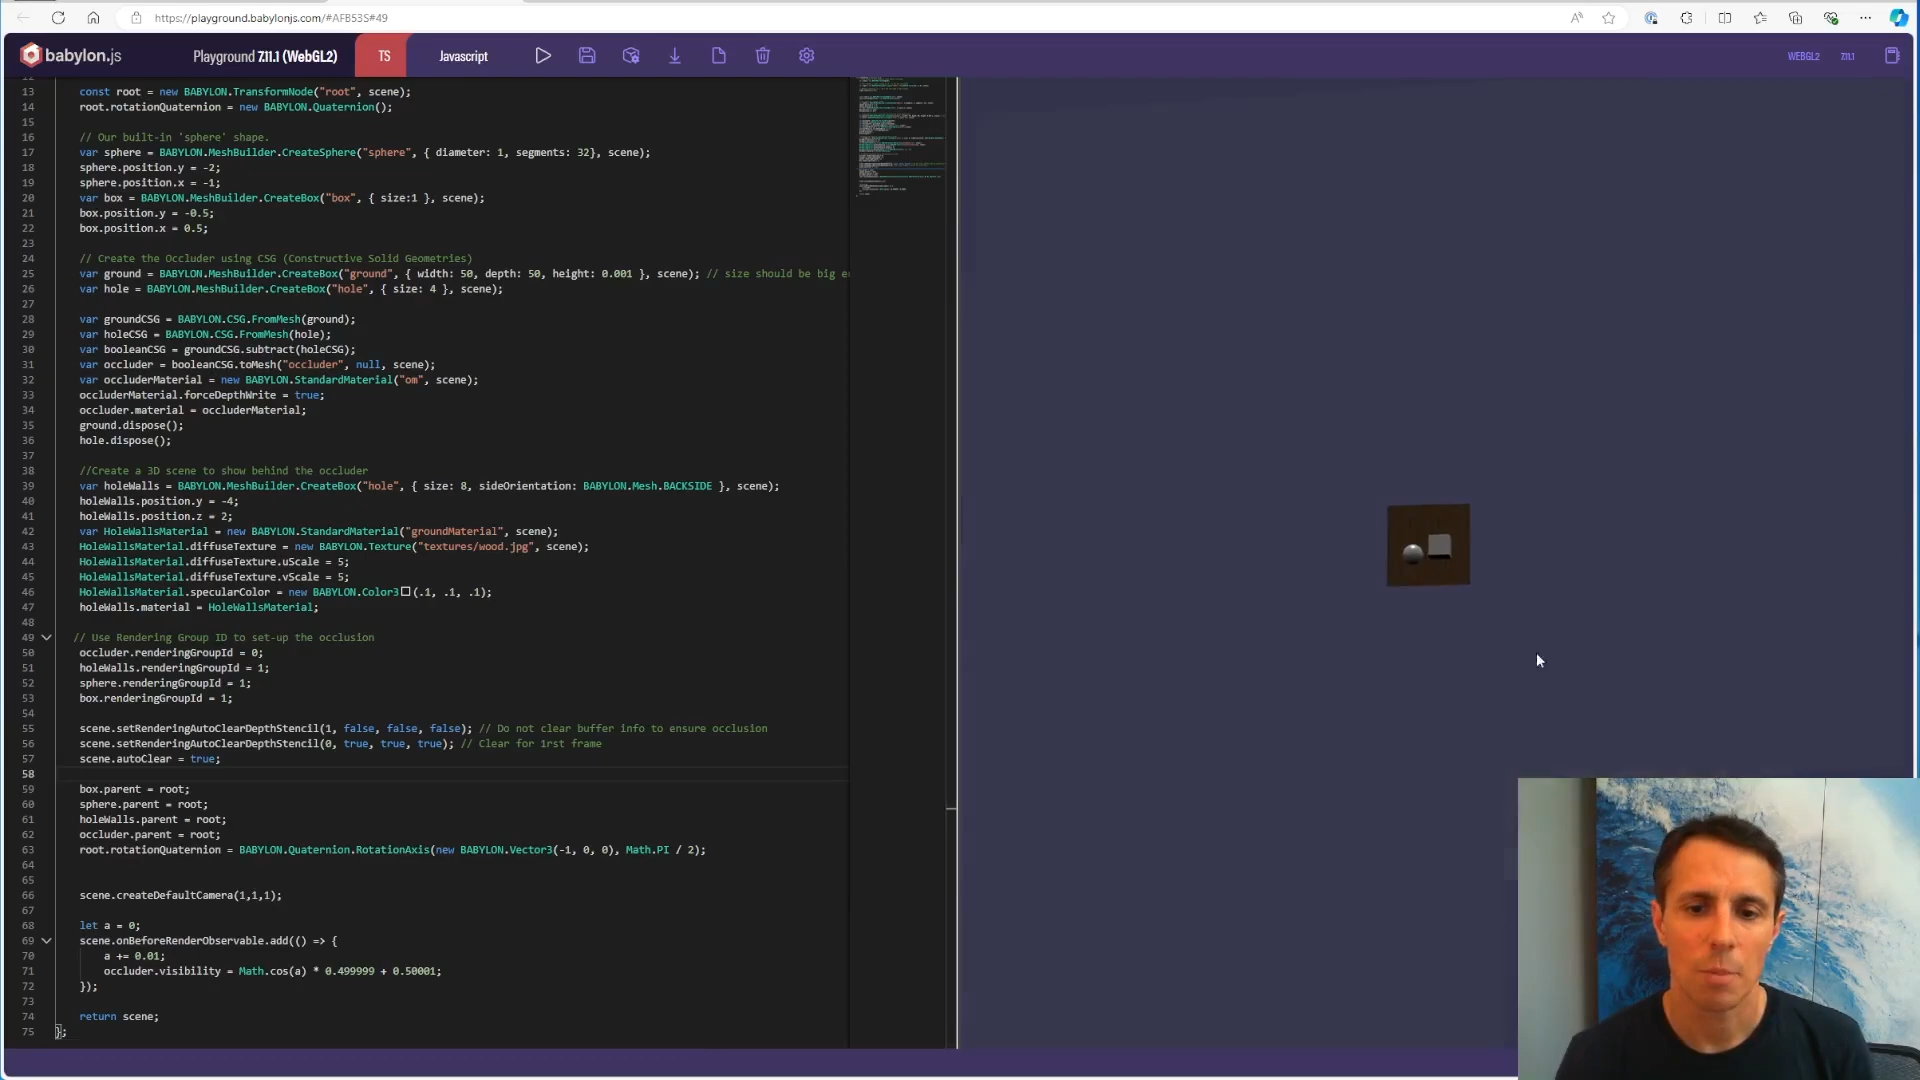 https://playground.babylonjs.com/#AFB53S#49
babylon.js
Playground 7.11.1 (WebGL2)
TS
Javascript
WEBGL2
7.11.1
13 const root = new BABYLON.TransformNode("root", scene);
14 root.rotationQuaternion = new BABYLON.Quaternion();
15
16 // Our built-in 'sphere' shape.
17 var sphere = BABYLON.MeshBuilder.CreateSphere("sphere", { diameter: 1, segments: 32}, scene);
18 sphere.position.y = -2;
19 sphere.position.x = -1;
20 var box = BABYLON.MeshBuilder.CreateBox("box", { size:1 }, scene);
21 box.position.y = -0.5;
22 box.position.x = 0.5;
23
24 // Create the Occluder using CSG (Constructive Solid Geometries)
25 var ground = BABYLON.MeshBuilder.CreateBox("ground", { width: 50, depth: 50, height: 0.001 }, scene); // size should be big e
26 var hole = BABYLON.MeshBuilder.CreateBox("hole", { size: 4 }, scene);
27
28 var groundCSG = BABYLON.CSG.FromMesh(ground);
29 var holeCSG = BABYLON.CSG.FromMesh(hole);
30 var booleanCSG = groundCSG.subtract(holeCSG);
31 var occluder = booleanCSG.toMesh("occluder", null, scene);
32 var occluderMaterial = new BABYLON.StandardMaterial("om", scene);
33 occluderMaterial.forceDepthWrite = true;
34 occluder.material = occluderMaterial;
35 ground.dispose();
36 hole.dispose();
37
38 //Create a 3D scene to show behind the occluder
39 var holeWalls = BABYLON.MeshBuilder.CreateBox("hole", { size: 8, sideOrientation: BABYLON.Mesh.BACKSIDE }, scene);
40 holeWalls.position.y = -4;
41 holeWalls.position.z = 2;
42 var HoleWallsMaterial = new BABYLON.StandardMaterial("groundMaterial", scene);
43 HoleWallsMaterial.diffuseTexture = new BABYLON.Texture("textures/wood.jpg", scene);
44 HoleWallsMaterial.diffuseTexture.uScale = 5;
45 HoleWallsMaterial.diffuseTexture.vScale = 5;
46 HoleWallsMaterial.specularColor = new BABYLON.Color3(.1, .1, .1);
47 holeWalls.material = HoleWallsMaterial;
48
49 // Use Rendering Group ID to set-up the occlusion
50 occluder.renderingGroupId = 0;
51 holeWalls.renderingGroupId = 1;
52 sphere.renderingGroupId = 1;
53 box.renderingGroupId = 1;
54
55 scene.setRenderingAutoClearDepthStencil(1, false, false, false); // Do not clear buffer info to ensure occlusion
56 scene.setRenderingAutoClearDepthStencil(0, true, true, true); // Clear for 1rst frame
57 scene.autoClear = true;
58
59 box.parent = root;
60 sphere.parent = root;
61 holeWalls.parent = root;
62 occluder.parent = root;
63 root.rotationQuaternion = BABYLON.Quaternion.RotationAxis(new BABYLON.Vector3(-1, 0, 0), Math.PI / 2);
64
65
66 scene.createDefaultCamera(1,1,1);
67
68 let a = 0;
69 scene.onBeforeRenderObservable.add(() => {
70 a += 0.01;
71 occluder.visibility = Math.cos(a) * 0.499999 + 0.50001;
72 });
73
74 return scene;
75 };